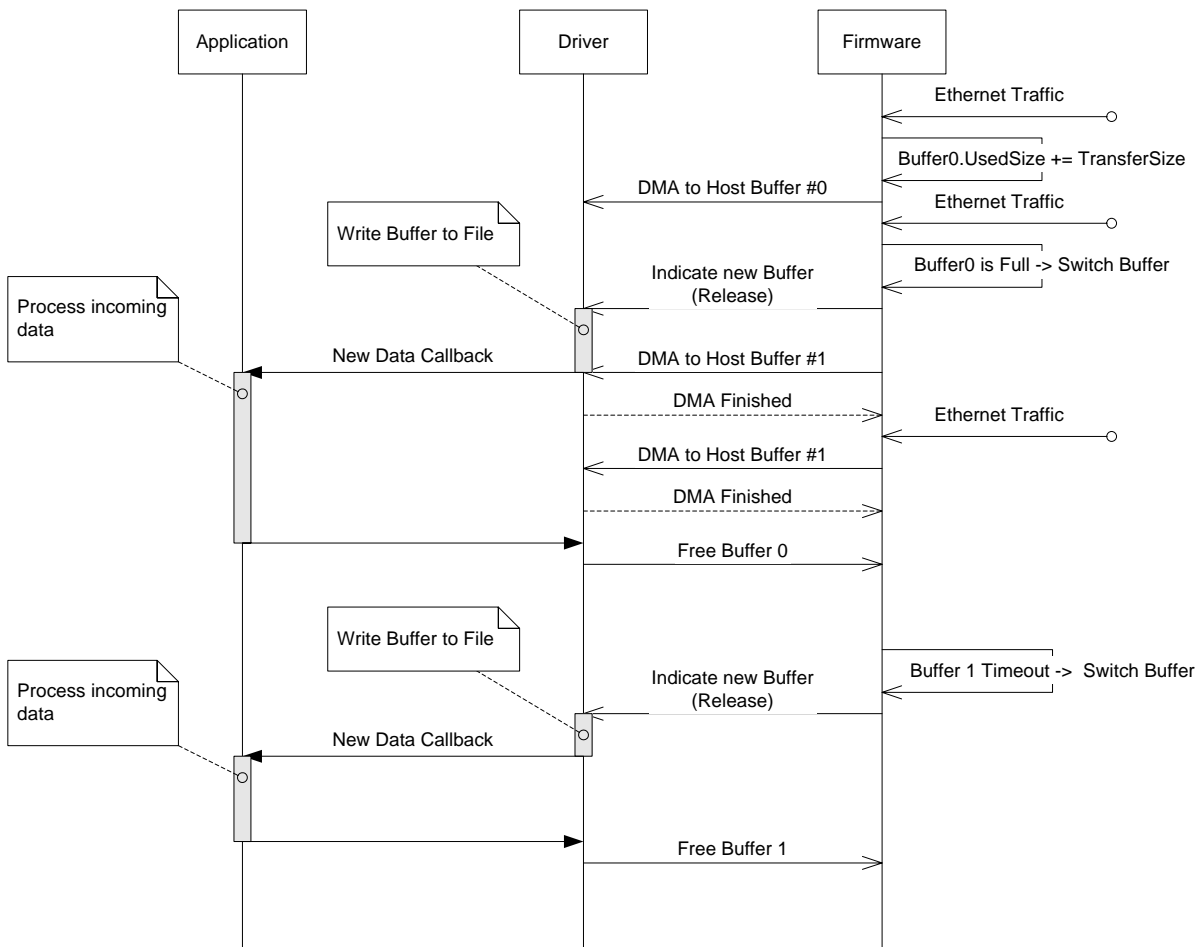 Application
Driver
Firmware
Ethernet Traffic
Buffer0.UsedSize += TransferSize
DMA to Host Buffer #0
Ethernet Traffic
Write Buffer to File
Buffer0 is Full -> Switch Buffer
Indicate new Buffer
(Release)
Process incoming
data
New Data Callback
DMA to Host Buffer #1
DMA Finished
Ethernet Traffic
DMA to Host Buffer #1
DMA Finished
Free Buffer 0
Write Buffer to File
Buffer 1 Timeout -> Switch Buffer
Indicate new Buffer
(Release)
Process incoming
data
New Data Callback
Free Buffer 1